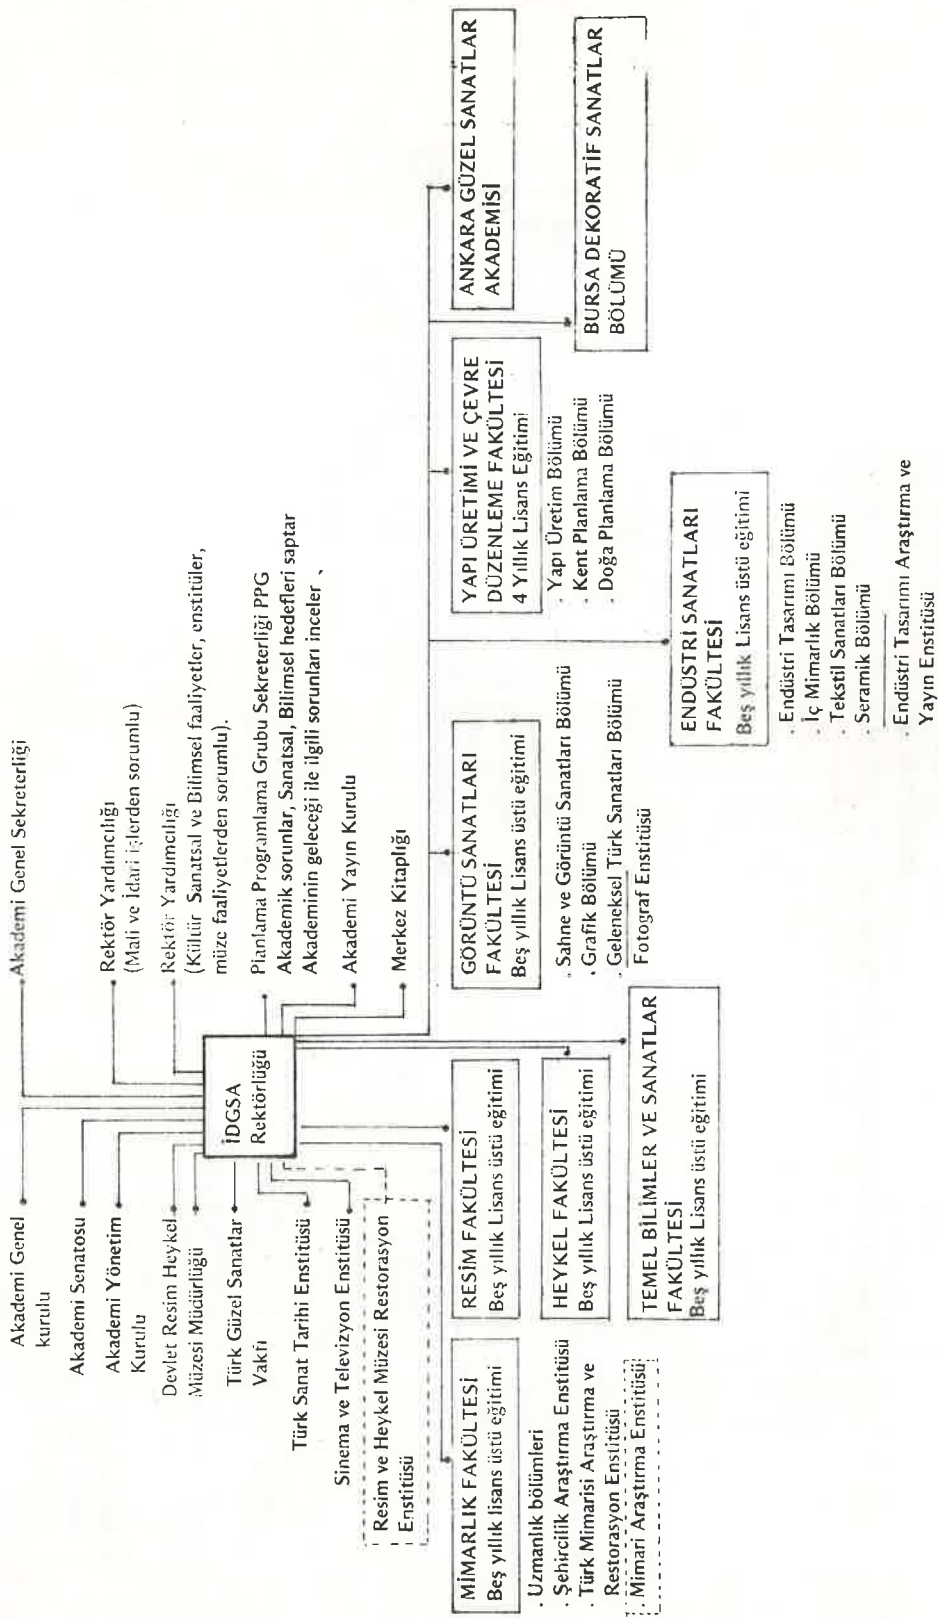 Akademi Genel
kurulu
Akademi Senatosu
Akademi Yönetim
Kurulu
Devlet Resim Heykel
Müzesi Müdürlüğü
Türk Güzel Sanatlar
Vakfı
Türk Sanat Tarihi Enstitüsü
Sinema ve Televizyon Enstitüsü
Resim ve Heykel Müzesi Restorasyon
Enstitüsü
İDGSA
Rektörlüğü
Akademi Genel Sekreterliği
Rektör Yardımcılığı
(Mali ve İdari işlerden sorumlu)
Rektör Yardımcılığı
(Kültür Sanatsal ve Bilimsel faaliyetler, enstitüler,
müze faaliyetlerden sorumlu).
Planlama Programlama Grubu Sekreterliği PPG
Akademik sorunlar, Sanatsal, Bilimsel hedefleri saptar
Akademinin geleceği ile ilgili sorunları inceler
Akademi Yayın Kurulu
Merkez Kitaplığı
MİMARLIK FAKÜLTESİ
Beş yıllık lisans üstü eğitimi
. Uzmanlık bölümleri
. Şehircilik Araştırma Enstitüsü
. Türk Mimarisi Araştırma ve
Restorasyon Enstitüsü
. Mimari Araştırma Enstitüsü
RESİM FAKÜLTESİ
Beş yıllık Lisans üstü eğitimi
HEYKEL FAKÜLTESİ
Beş yıllık Lisans üstü eğitimi
TEMEL BİLİMLER VE SANATLAR
FAKÜLTESİ
Beş yıllık Lisans üstü eğitimi
GÖRÜNTÜ SANATLARI
FAKÜLTESİ
Beş yıllık Lisans üstü eğitimi
. Sahne ve Görüntü Sanatları Bölümü
. Grafik Bölümü
. Geleneksel Türk Sanatları Bölümü
Fotograf Enstitüsü
ENDÜSTRİ SANATLARI
FAKÜLTESİ
Beş yıllık Lisans üstü eğitimi
. Endüstri Tasarımı Bölümü
. İç Mimarlık Bölümü
. Tekstil Sanatları Bölümü
. Seramik Bölümü
. Endüstri Tasarımı Araştırma ve
Yayın Enstitüsü
YAPI ÜRETİMİ VE ÇEVRE
DÜZENLEME FAKÜLTESİ
4 Yıllık Lisans Eğitimi
. Yapı Üretim Bölümü
. Kent Planlama Bölümü
. Doğa Planlama Bölümü
ANKARA GÜZEL SANATLAR
AKADEMİSİ
BURSA DEKORATİF SANATLAR
BÖLÜMÜ